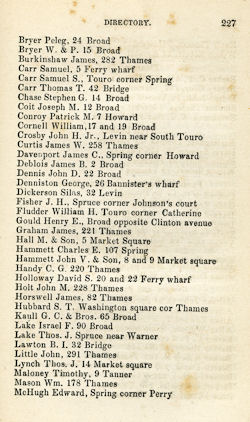 DIRECTORY. 227
Bryer Peleg, 24 Broad
Bryer W. & P. 15 Broad
Burkinshaw James, 282 Thames
Carr Samuel, 5 Ferry wharf
Carr Samuel S., Touro corner Spring
Carr Thomas T. 42 Bridge
Chase Stephen G. 14 Broad
Coit Joseph M. 12 Broad
Conroy Patrick M. 7 Howard
Cornell William, 17 and 19 Broad
Crosby John H. Jr., Levin near South Touro
Curtis James W. 258 Thames
Davenport James C., Spring corner Howard
Deblois James B. 2 Broad
Dennis John D. 22 Broad
Denniston George, 26 Bannister's wharf
Dickerson Silas, 32 Levin
Fisher J. H., Spruce corner Johnson's court
Fludder William H. Touro corner Catherine
Gould Henry E., Broad opposite Clinton avenue
Graham James, 221 Thames
Hall M. & Son, 5 Market Square
Hammett Charles E. 107 Spring
Hammett John V. & Son, 8 and 9 Market square
Handy C. G. 220 Thames
Holloway David S. 20 and 22 Ferry wharf
Holt John M. 228 Thames
Horswell James, 82 Thames
Hubbard S. T. Washington square cor Thames
Kaull G. C. & Bros. 65 Broad
Lake Israel F. 90 Broad
Lake Thos. J. Spruce near Warner
Lawton B. I. 32 Bridge
Little John, 291 Thames
Lynch Thos. J. 14 Market square
Maloney Timothy, 9 Tanner
Mason Wm. 178 Thames
McHugh Edward, Spring corner Perry